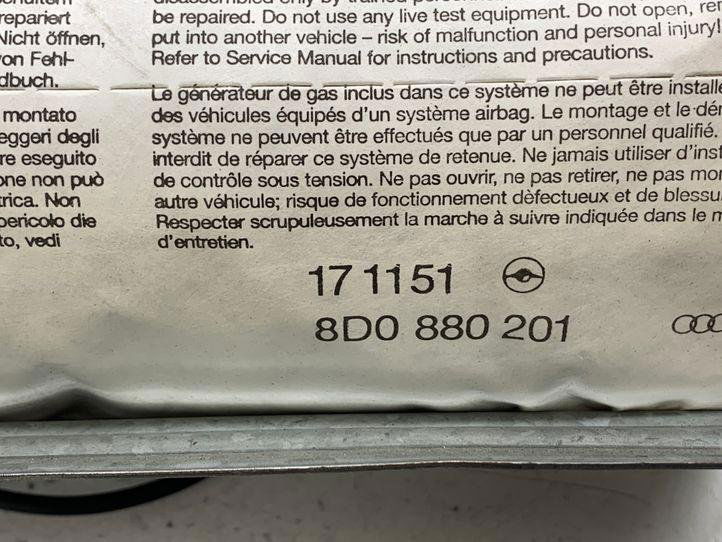 repariert
Nicht öffnen,
von Fehl-
dbuch.
be repaired. Do not use any live test equipment. Do not open, rem
put into another vehicle – risk of malfunction and personal injury!
Refer to Service Manual for instructions and precautions.
montato
eggeri degli
re eseguito
one non può
trica. Non
pericolo die
to, vedi
Le générateur de gas inclus dans ce système ne peut être installé
des véhicules équipés d'un système airbag. Le montage et le dém
système ne peuvent être effectués que par un personnel qualifié.
interdit de réparer ce système de retenue. Ne jamais utiliser d'inst
de contrôle sous tension. Ne pas ouvrir, ne pas retirer, ne pas mon
autre véhicule; risque de fonctionnement dèfectueux et de blessu
Respecter scrupuleusement la marche à suivre indiquée dans le m
d'entretien.
17 1151
8D0 880 201